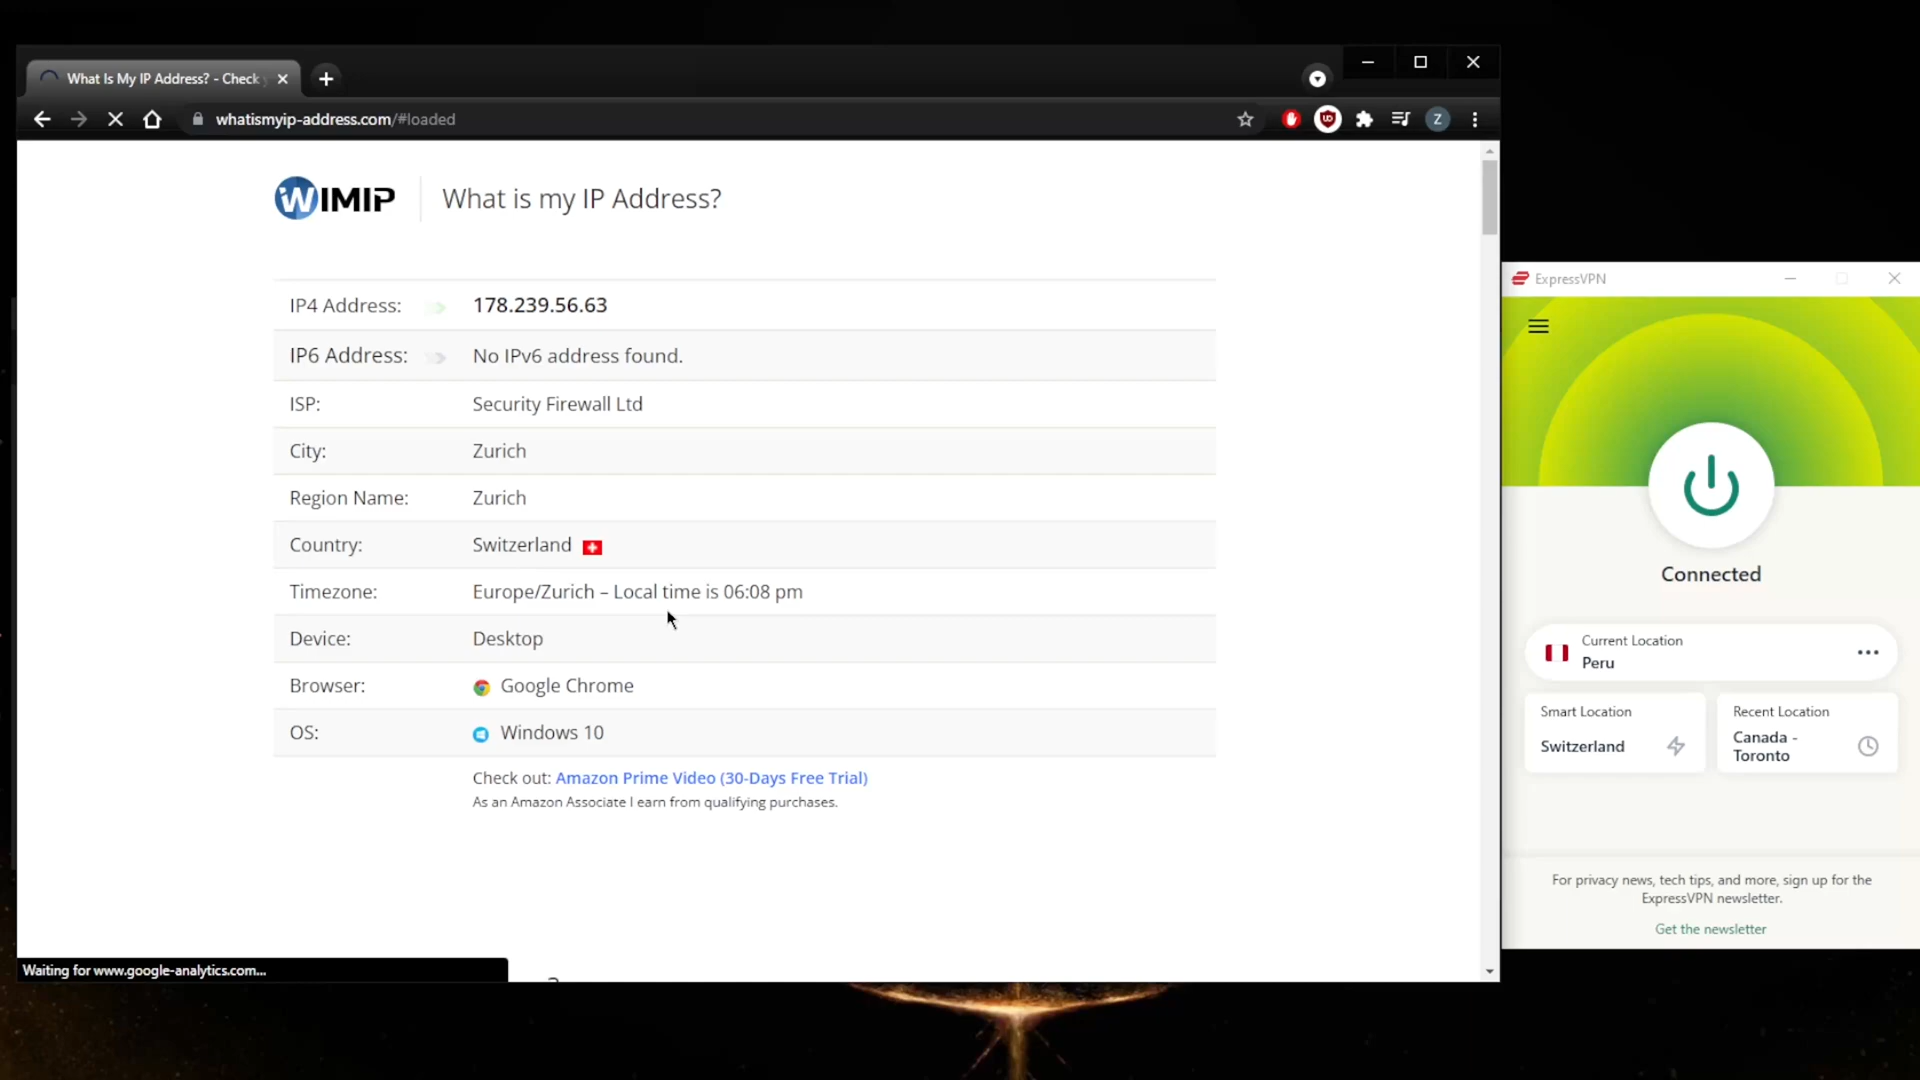 What Is My IP Address? - Check
whatismyip-address.com/#loaded
Z
WIMIP
What is my IP Address?
IP4 Address: 178.239.56.63
IP6 Address: No IPv6 address found.
ISP: Security Firewall Ltd
City: Zurich
Region Name: Zurich
Country: Switzerland
Timezone: Europe/Zurich – Local time is 06:08 pm
Device: Desktop
Browser: Google Chrome
OS: Windows 10
Check out: Amazon Prime Video (30-Days Free Trial)
As an Amazon Associate I earn from qualifying purchases.
Waiting for www.google-analytics.com...
ExpressVPN
Connected
Current Location
Peru
Smart Location
Switzerland
Recent Location
Canada -
Toronto
For privacy news, tech tips, and more, sign up for the
ExpressVPN newsletter.
Get the newsletter